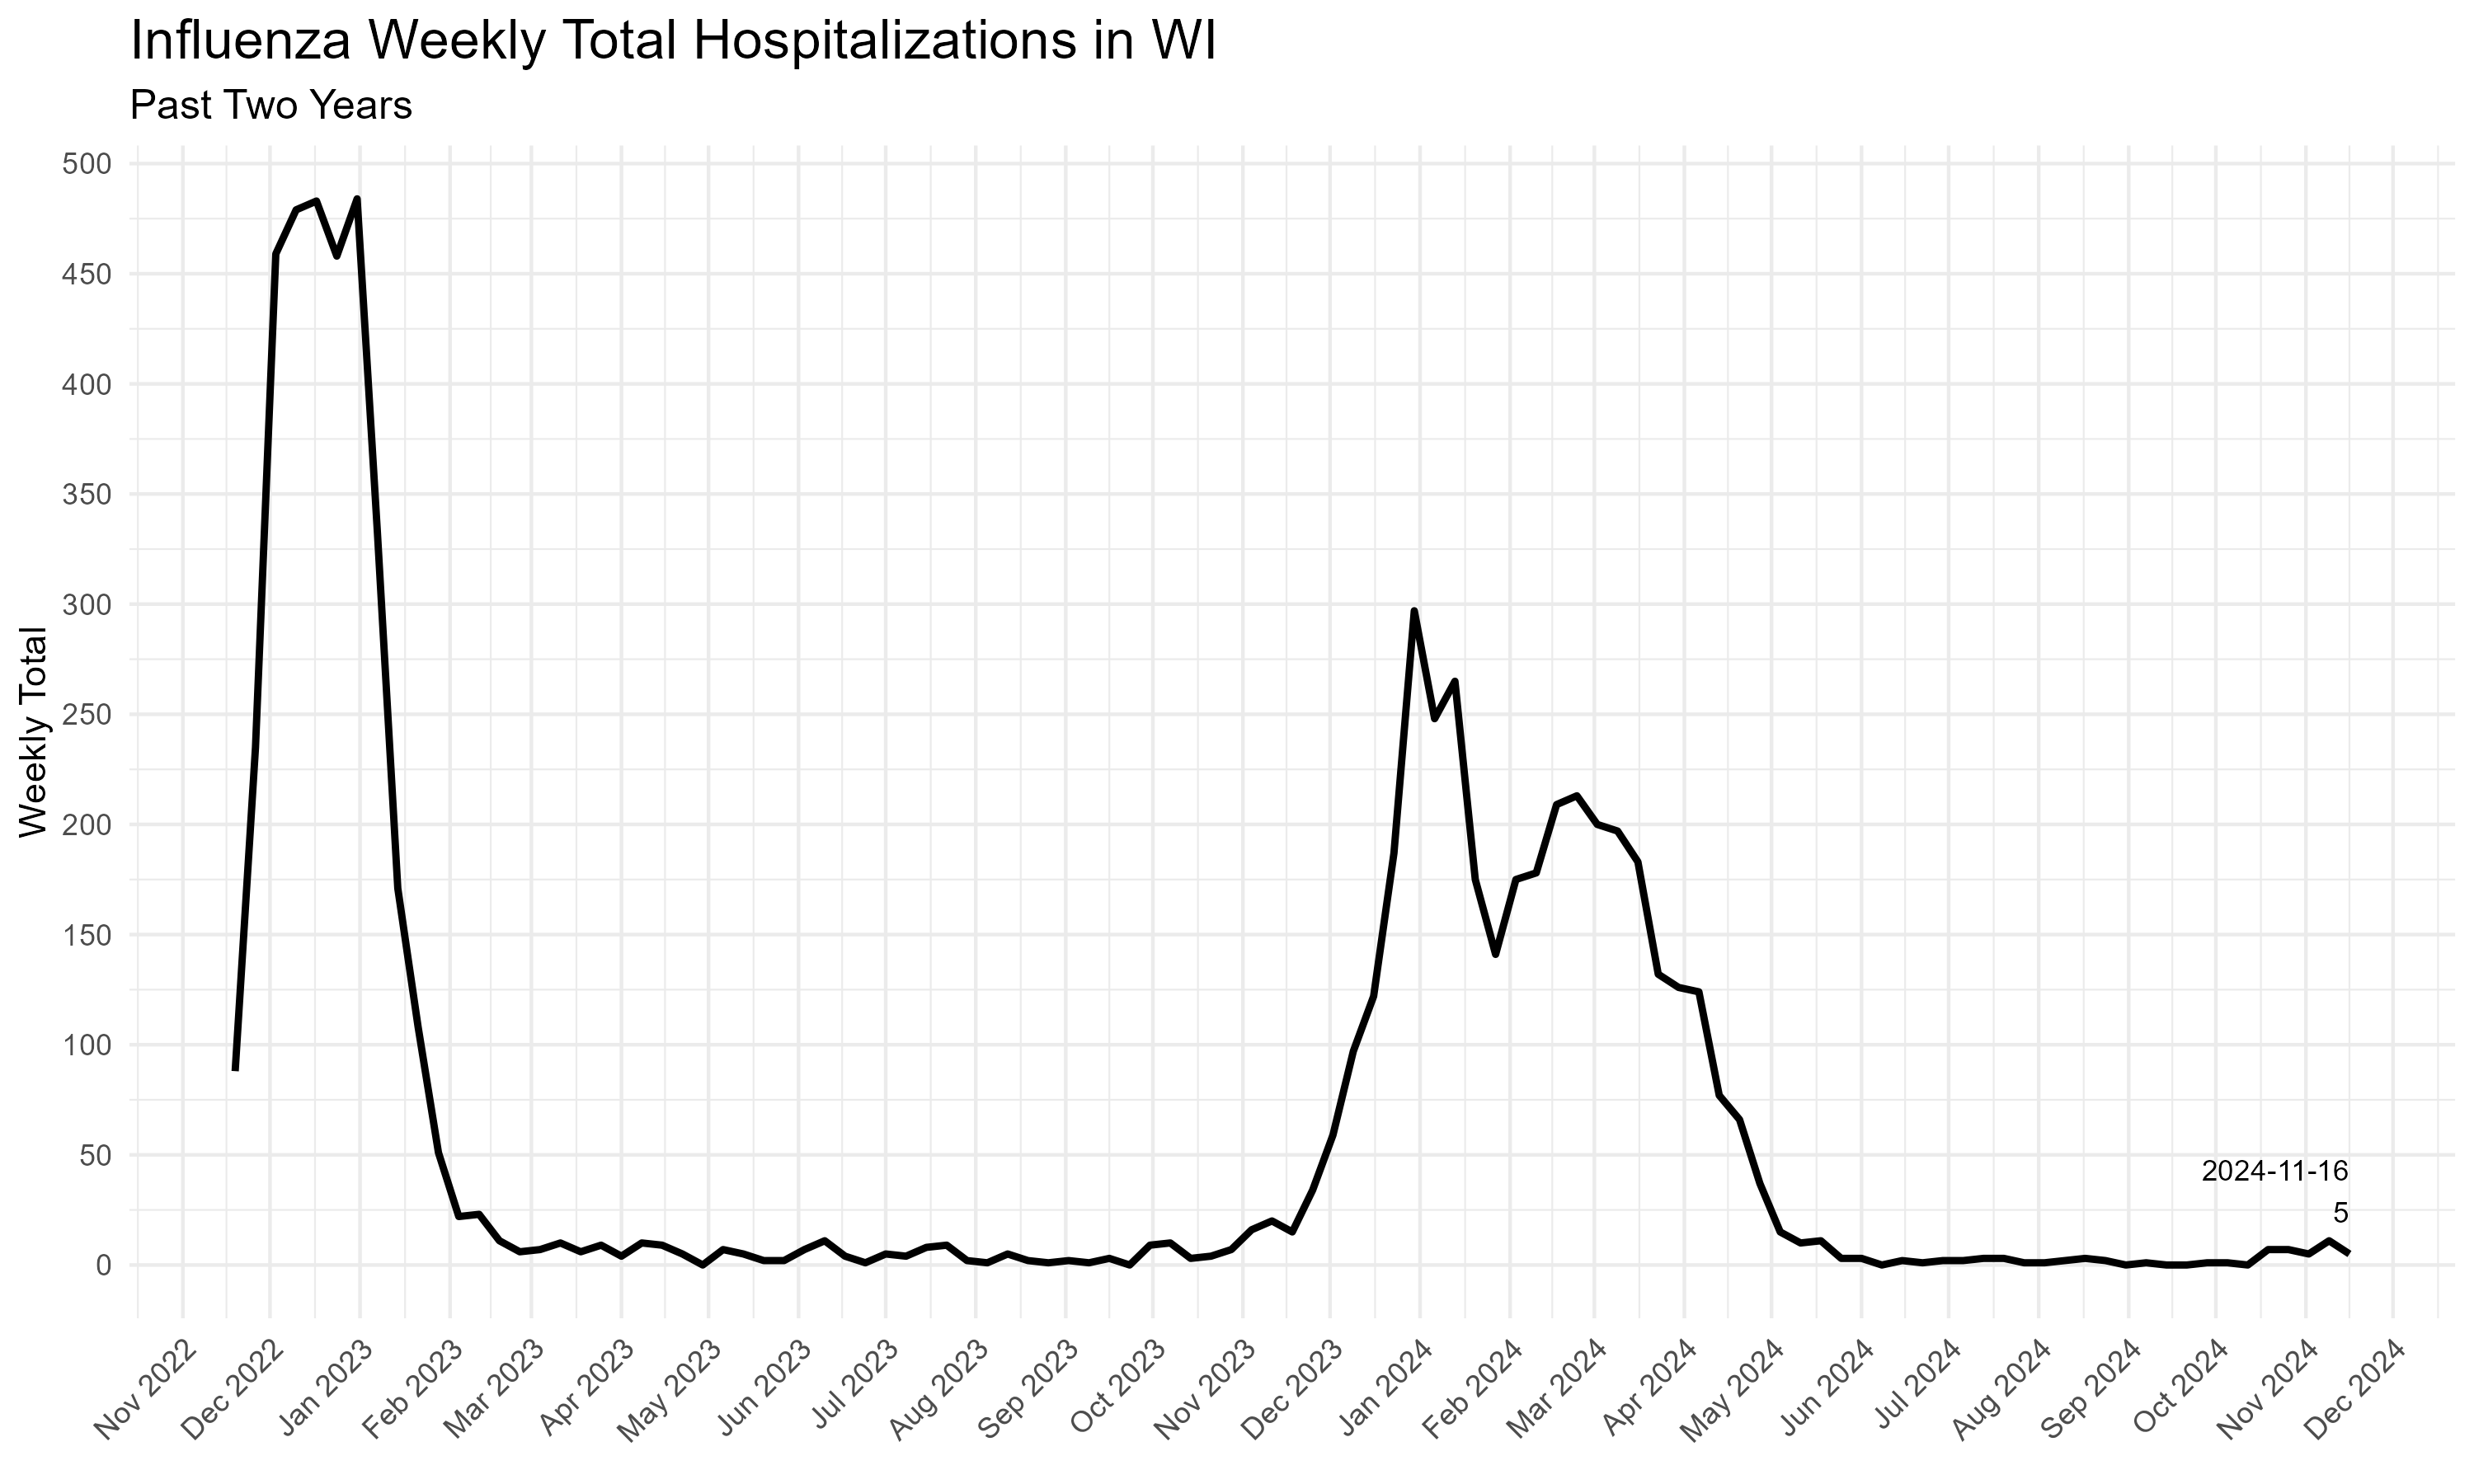 Influenza Weekly Total Hospitalizations in WI
Past Two Years
Weekly Total
500
450
400
350
300
250
200
150
100
50
0
2024-11-16
5
Nov 2022
Dec 2022
Jan 2023
Feb 2023
Mar 2023
Apr 2023
May 2023
Jun 2023
Jul 2023
Aug 2023
Sep 2023
Oct 2023
Nov 2023
Dec 2023
Jan 2024
Feb 2024
Mar 2024
Apr 2024
May 2024
Jun 2024
Jul 2024
Aug 2024
Sep 2024
Oct 2024
Nov 2024
Dec 2024